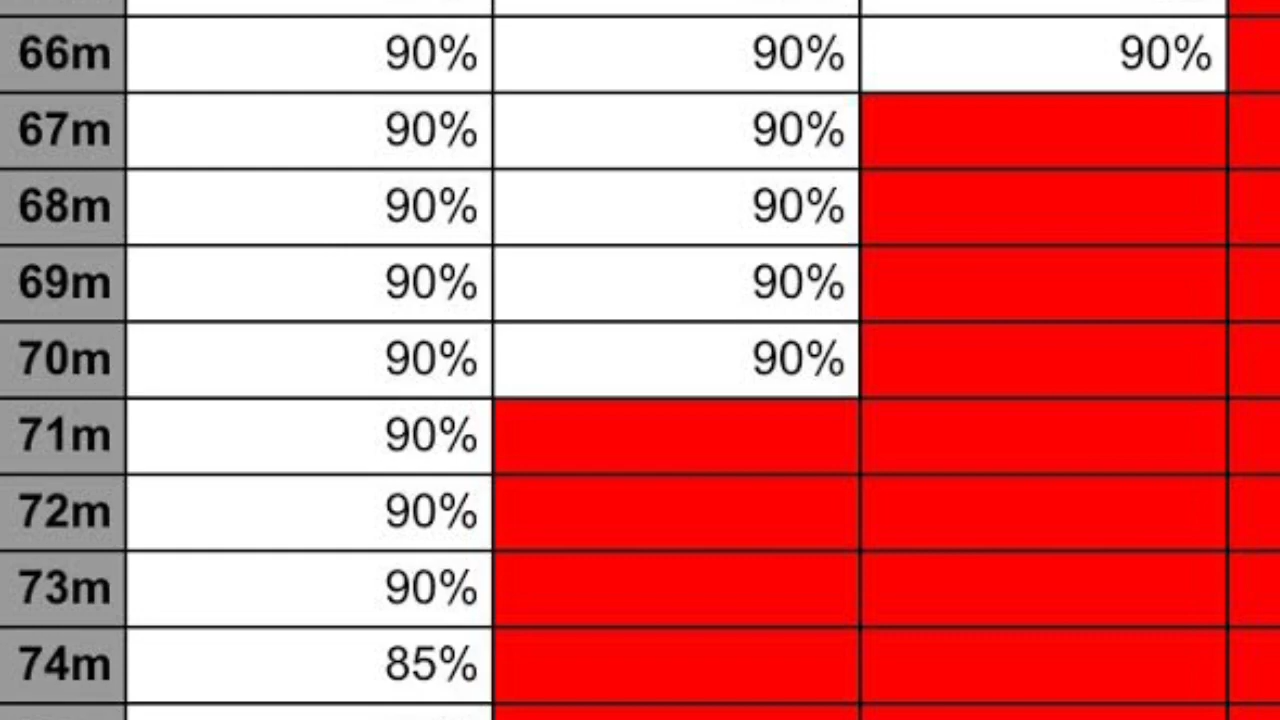 66m 90% 90% 90%
67m 90% 90%
68m 90% 90%
69m 90% 90%
70m 90% 90%
71m 90%
72m 90%
73m 90%
74m 85%